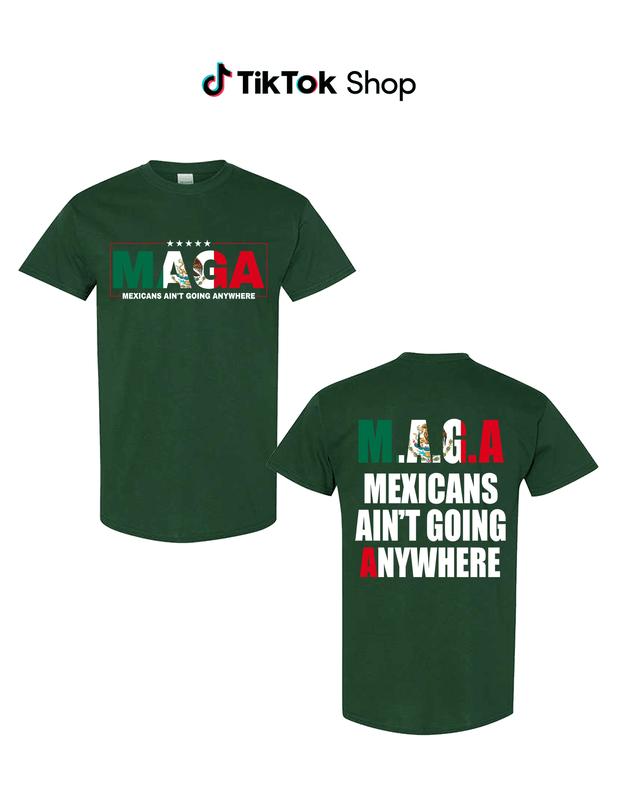 TikTok Shop
MAGA
MEXICANS AIN'T GOING ANYWHERE
M.A.G.A
MEXICANS
AIN'T GOING
ANYWHERE